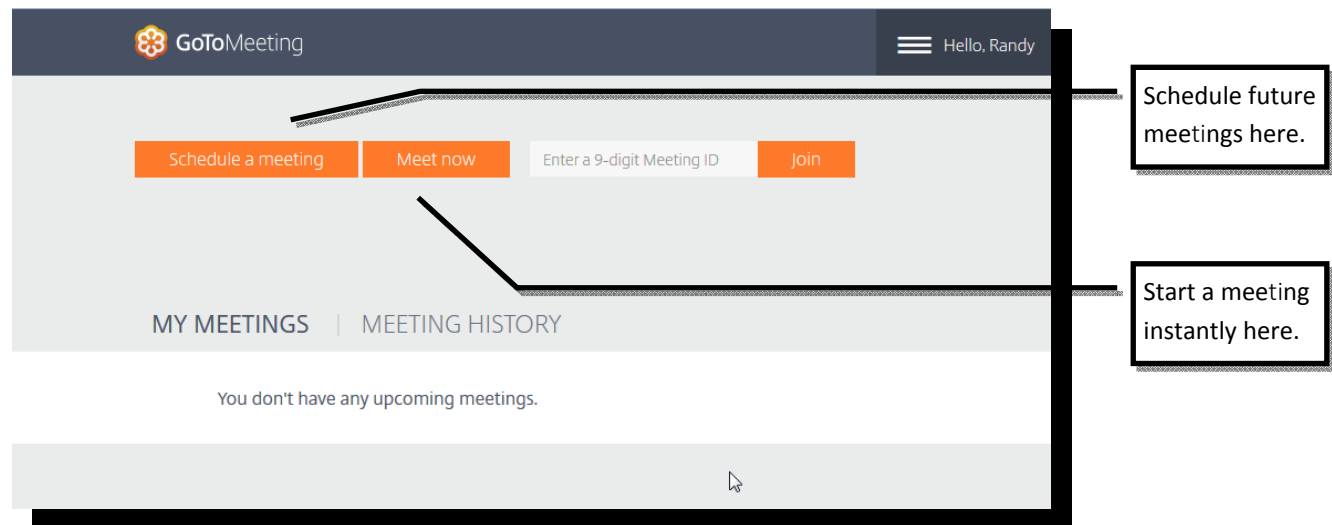 GoToMeeting
Hello, Randy
Schedule future
meetings here.
Schedule a meeting
Meet now
Enter a 9-digit Meeting ID
Join
Start a meeting
instantly here.
MY MEETINGS | MEETING HISTORY
You don't have any upcoming meetings.